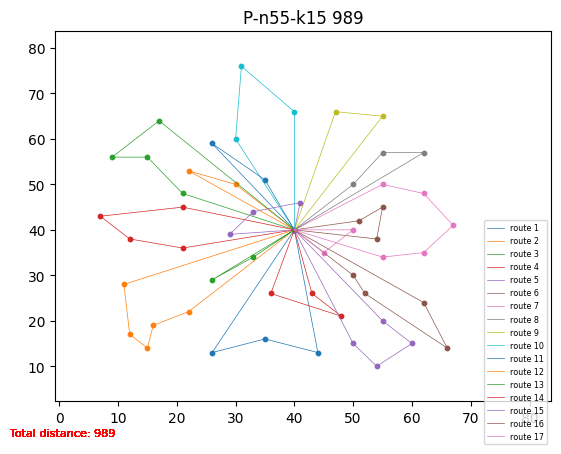 P-n55-k15 989
80
70
60
50
40
30
20
10
0 10 20 30 40 50 60 70 80
route 1
route 2
route 3
route 4
route 5
route 6
route 7
route 8
route 9
route 10
route 11
route 12
route 13
route 14
route 15
route 16
route 17
Total distance: 989